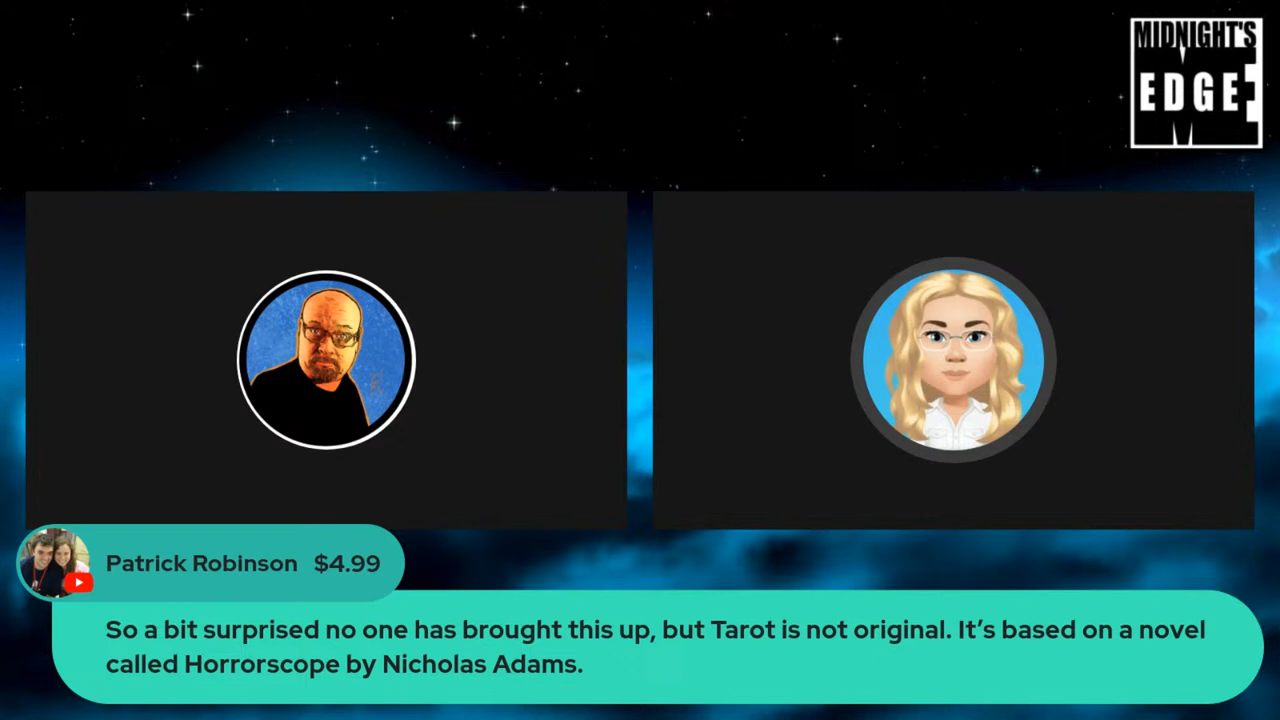 MIDNIGHT'S
EDGE
Patrick Robinson $4.99
So a bit surprised no one has brought this up, but Tarot is not original. It’s based on a novel
called Horrorscope by Nicholas Adams.